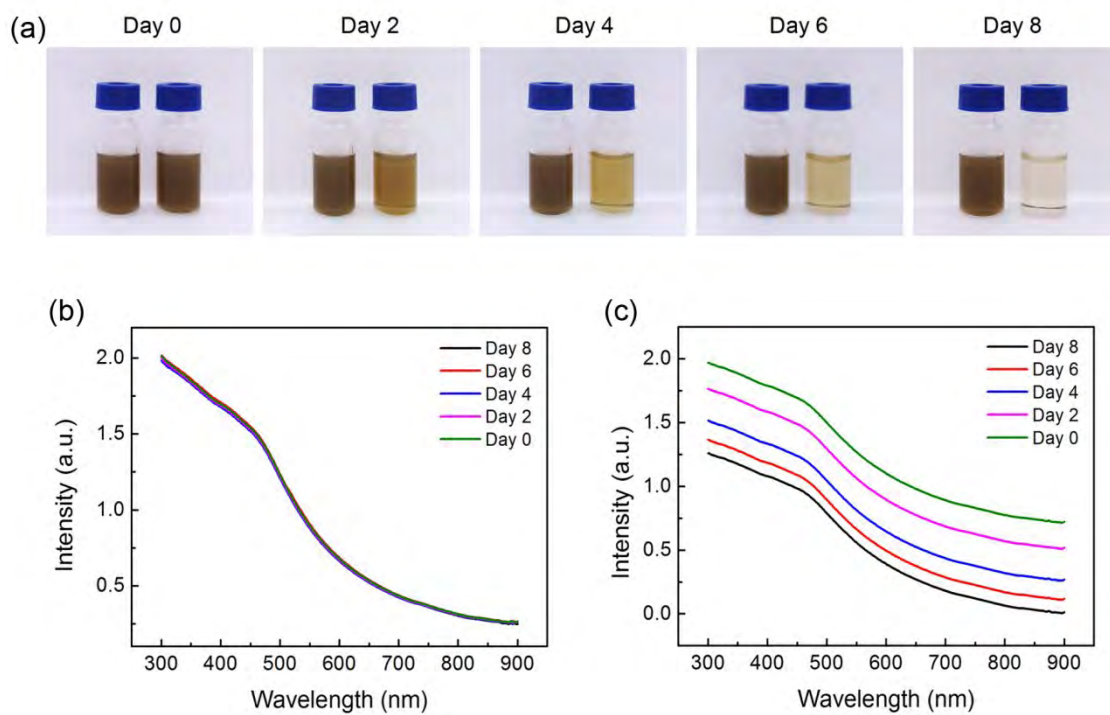 (a)
Day 0
Day 2
Day 4
Day 6
Day 8
(b)
Intensity (a.u.)
2.0
1.5
1.0
0.5
Day 8
Day 6
Day 4
Day 2
Day 0
300 400 500 600 700 800 900
Wavelength (nm)
(c)
Intensity (a.u.)
2.0
1.5
1.0
0.5
0.0
Day 8
Day 6
Day 4
Day 2
Day 0
300 400 500 600 700 800 900
Wavelength (nm)